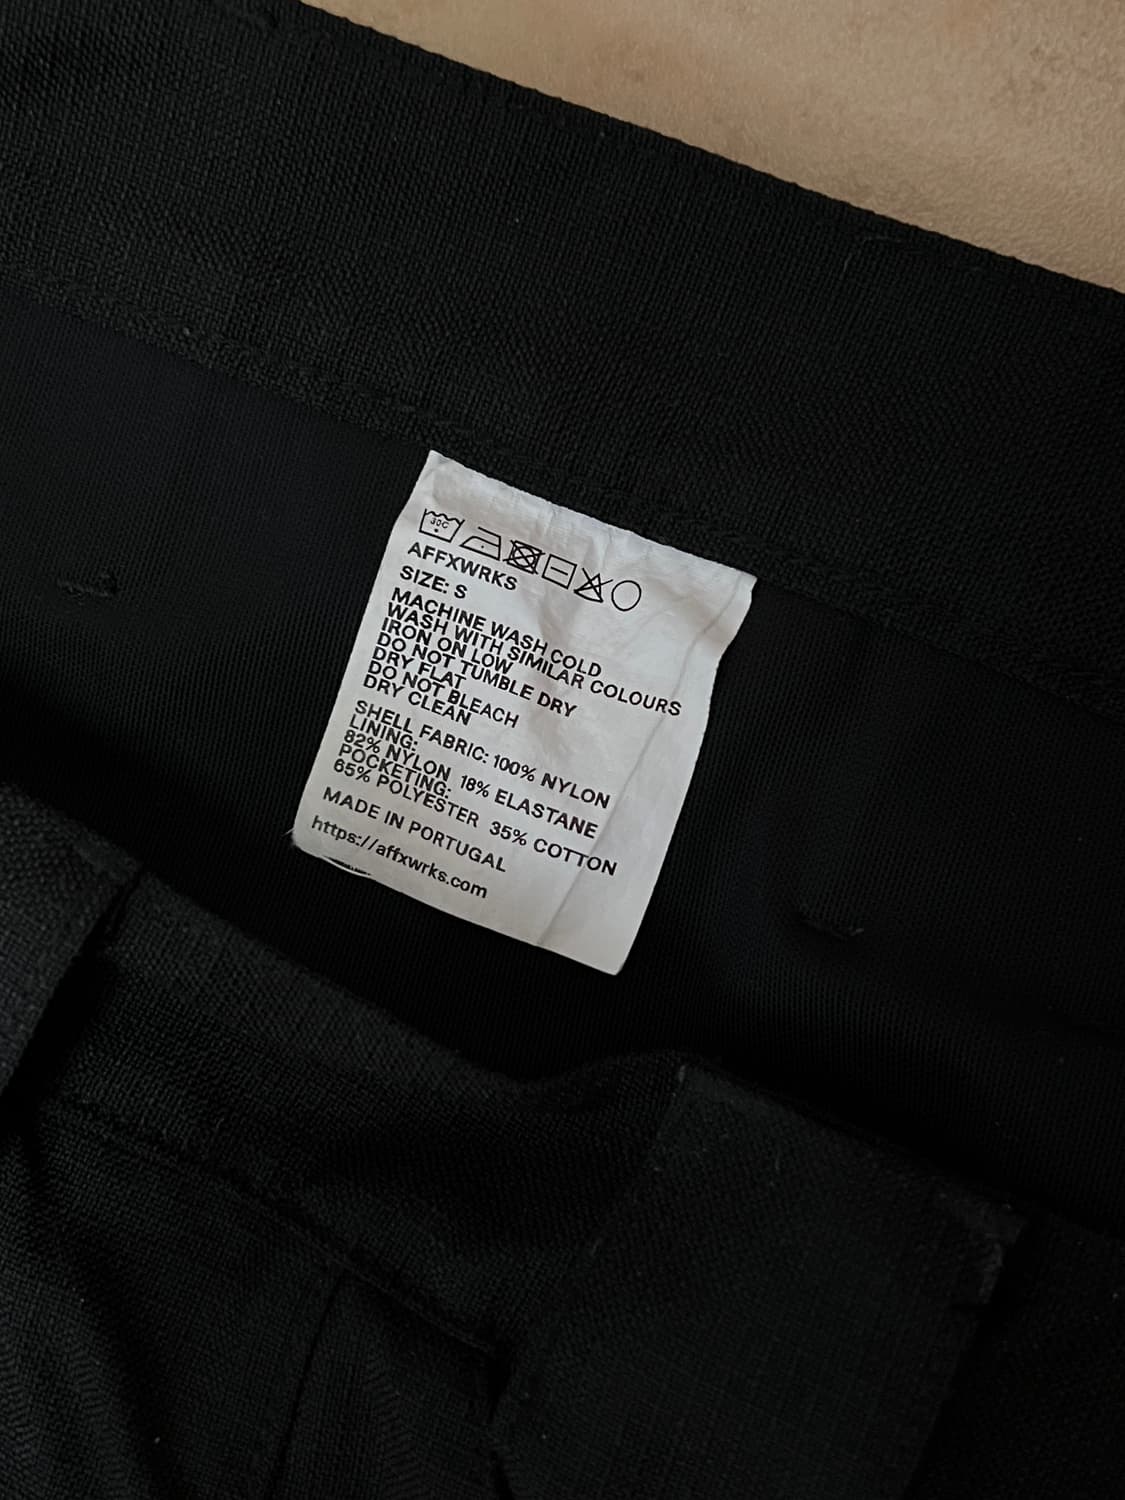 30C
AFFXWRKS
SIZE: S
MACHINE WASH COLD
WASH WITH SIMILAR COLOURS
IRON ON LOW
DO NOT TUMBLE DRY
DRY FLAT
DO NOT BLEACH
DRY CLEAN
SHELL FABRIC: 100% NYLON
LINING:
82% NYLON 18% ELASTANE
POCKETING:
65% POLYESTER 35% COTTON
MADE IN PORTUGAL
https://affxwrks.com